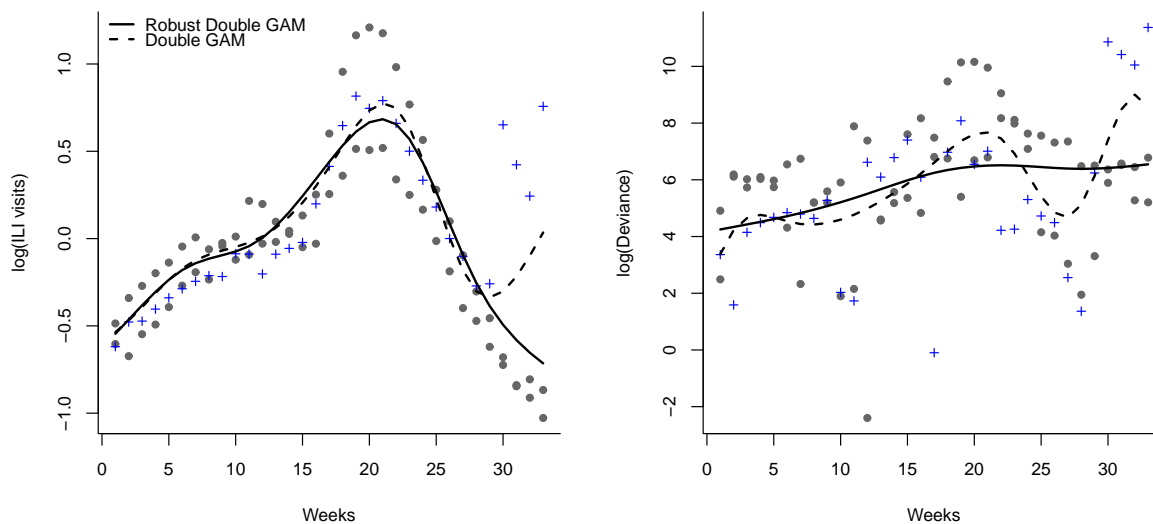 Robust Double GAM
Double GAM
log(ILI visits)
1.0
0.5
0.0
−0.5
−1.0
0 5 10 15 20 25 30
Weeks
log(Deviance)
10
8
6
4
2
0
−2
0 5 10 15 20 25 30
Weeks